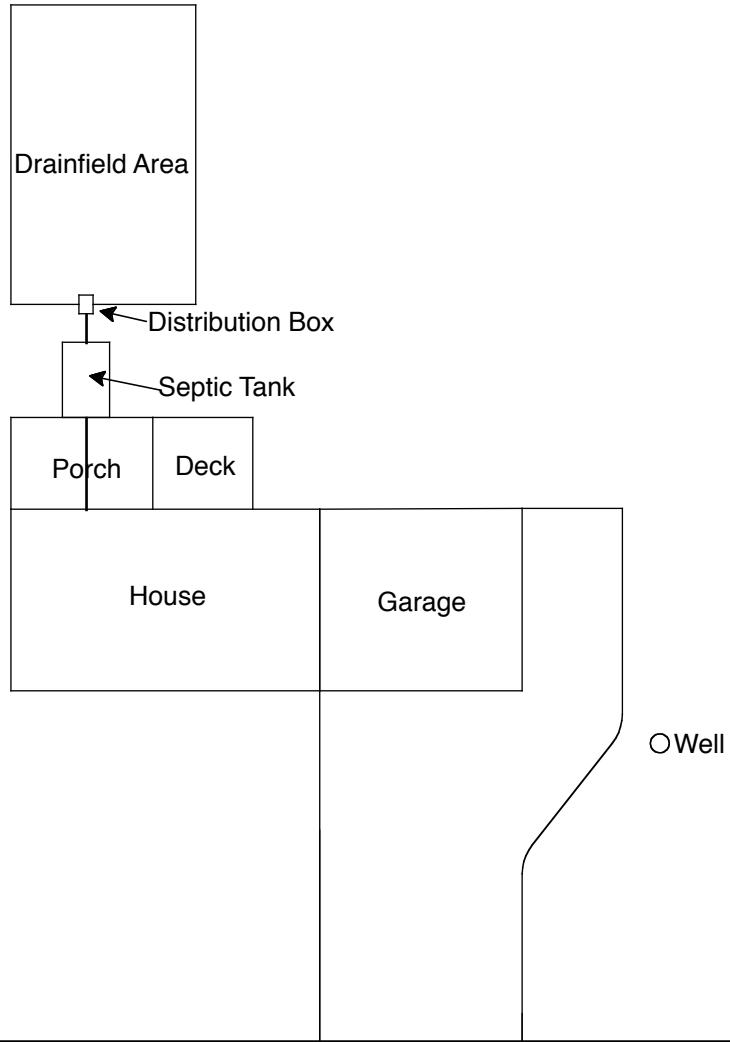 Drainfield Area
Distribution Box
Septic Tank
Porch
Deck
House
Garage
Well